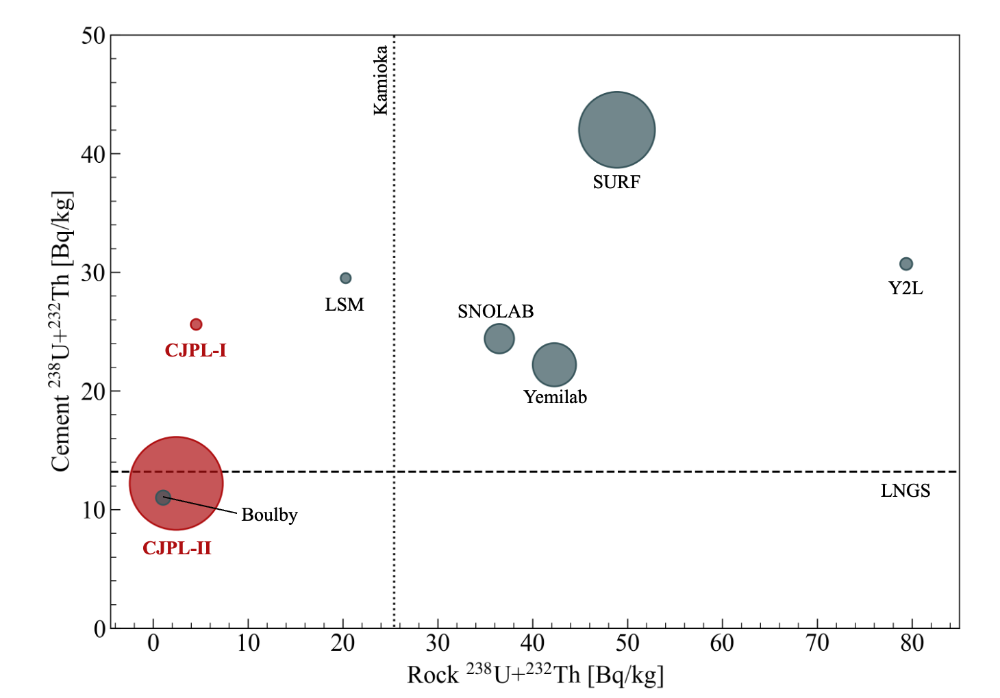 50
40
30
20
10
0
Cement ²³⁸U+²³²Th [Bq/kg]
Kamioka
SURF
Y2L
LSM
SNOLAB
CJPL-I
Yemilab
LNGS
Boulby
CJPL-II
0 10 20 30 40 50 60 70 80
Rock ²³⁸U+²³²Th [Bq/kg]